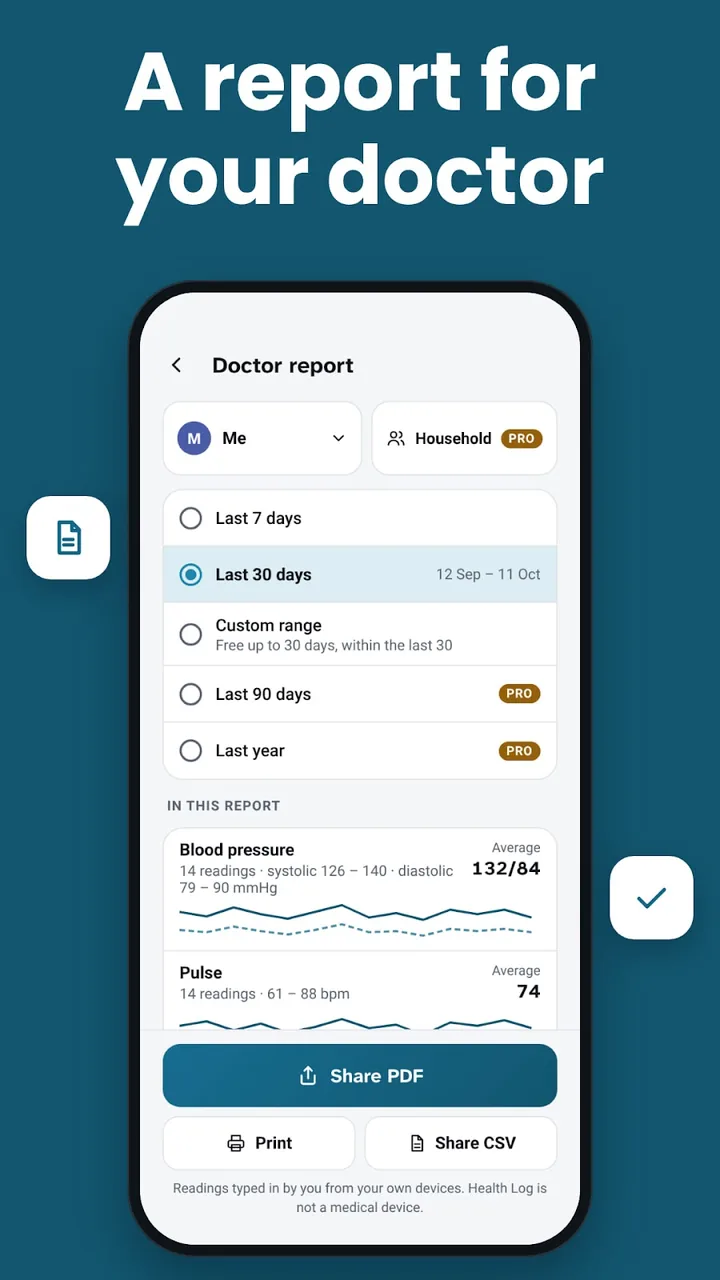 A report for
your doctor
Doctor report
M Me
Household PRO
Last 7 days
Last 30 days 12 Sep – 11 Oct
Custom range
Free up to 30 days, within the last 30
Last 90 days PRO
Last year PRO
IN THIS REPORT
Blood pressure Average
14 readings · systolic 126 – 140 · diastolic 132/84
79 – 90 mmHg
Pulse Average
14 readings · 61 – 88 bpm 74
Share PDF
Print Share CSV
Readings typed in by you from your own devices. Health Log is
not a medical device.